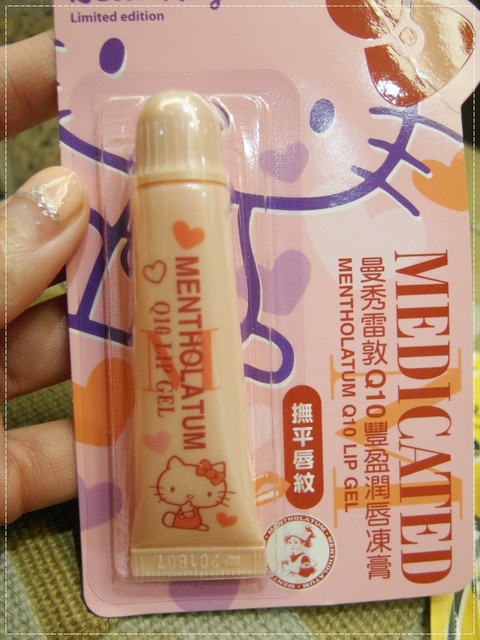 Limited edition
MENTHOLATUM
Q10 LIP GEL
MEDICATED
曼秀雷敦Q10豐盈潤唇凍膏
MENTHOLATUM Q10 LIP GEL
撫平唇紋
MENTHOLATUM
201607